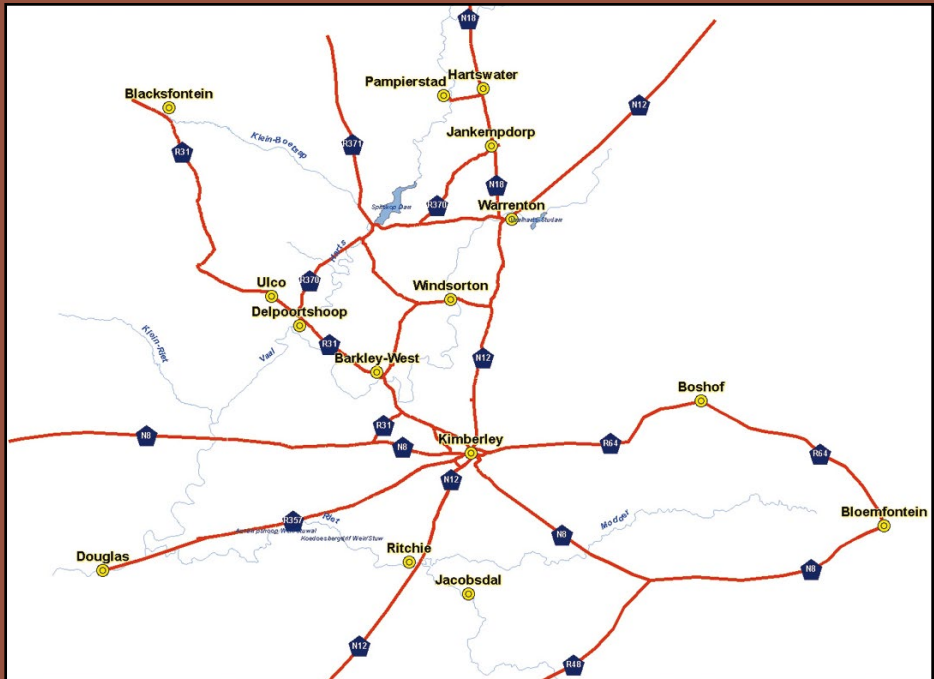 N18
Hartswater
Pampierstad
Blacksfontein
N12
Klein-Boetsap
Jankempdorp
R371
R31
N18
Spitskop Dam
R370
Warrenton
Harts
R370
Ulco
Windsorton
Delpoortshoop
Klein-Riet
Vaal
R31
Barkley-West
N12
Boshof
R31
N8
N8
Kimberley
R64
R64
N12
Riet
R357
Modder
Bloemfontein
N8
Weir/Stuw
Ritchie
Douglas
N8
Jacobsdal
N12
R48